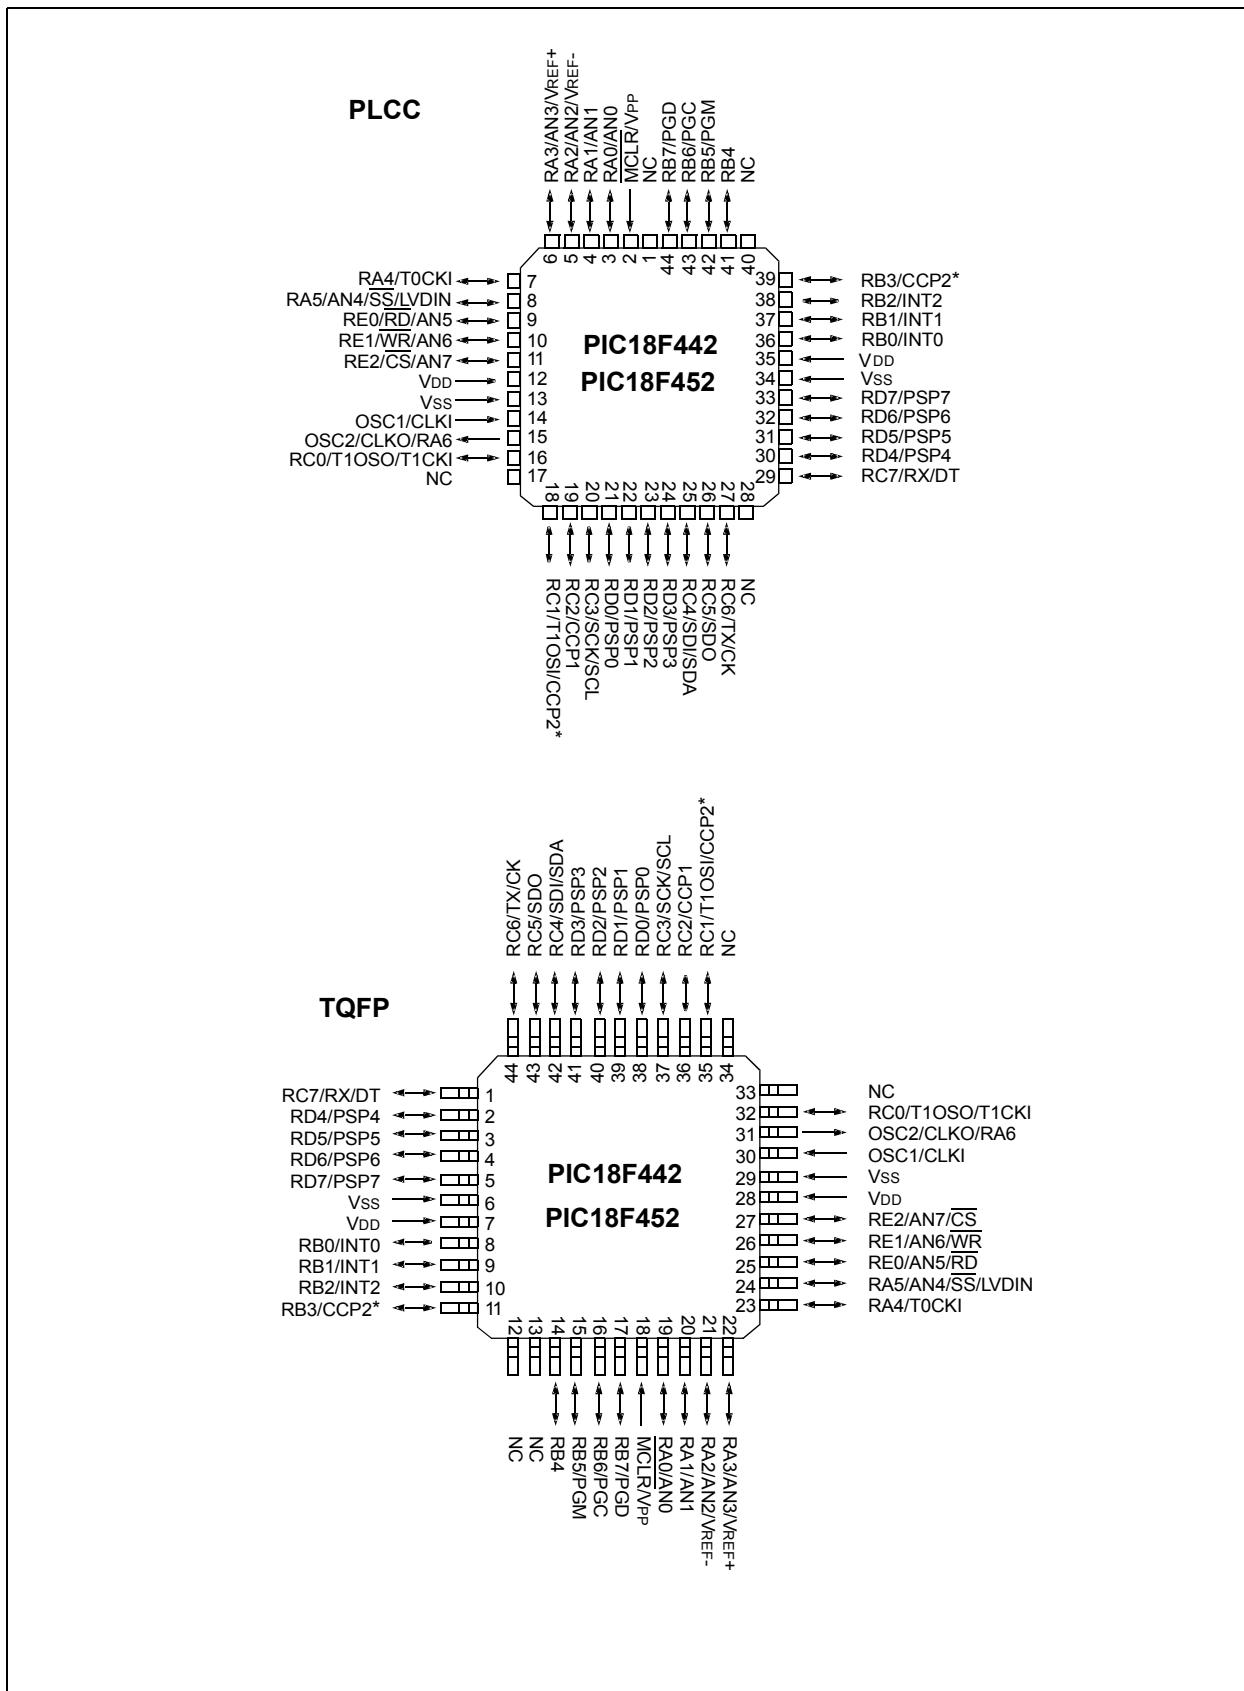 PLCC
RA3/AN3/VREF+
RA2/AN2/VREF-
RA1/AN1
RA0/AN0
MCLR/VPP
NC
RB7/PGD
RB6/PGC
RB5/PGM
RB4
NC
6 5 4 3 2 1 44 43 42 41 40
RA4/T0CKI 7
RA5/AN4/SS/LVDIN 8
RE0/RD/AN5 9
RE1/WR/AN6 10
RE2/CS/AN7 11
VDD 12
VSS 13
OSC1/CLKI 14
OSC2/CLKO/RA6 15
RC0/T1OSO/T1CKI 16
NC 17
PIC18F442
PIC18F452
39 RB3/CCP2*
38 RB2/INT2
37 RB1/INT1
36 RB0/INT0
35 VDD
34 VSS
33 RD7/PSP7
32 RD6/PSP6
31 RD5/PSP5
30 RD4/PSP4
29 RC7/RX/DT
18 19 20 21 22 23 24 25 26 27 28
RC1/T1OSI/CCP2*
RC2/CCP1
RC3/SCK/SCL
RD0/PSP0
RD1/PSP1
RD2/PSP2
RD3/PSP3
RC4/SDI/SDA
RC5/SDO
RC6/TX/CK
NC
TQFP
RC6/TX/CK
RC5/SDO
RC4/SDI/SDA
RD3/PSP3
RD2/PSP2
RD1/PSP1
RD0/PSP0
RC3/SCK/SCL
RC2/CCP1
RC1/T1OSI/CCP2*
NC
44 43 42 41 40 39 38 37 36 35 34
RC7/RX/DT 1
RD4/PSP4 2
RD5/PSP5 3
RD6/PSP6 4
RD7/PSP7 5
VSS 6
VDD 7
RB0/INT0 8
RB1/INT1 9
RB2/INT2 10
RB3/CCP2* 11
PIC18F442
PIC18F452
33 NC
32 RC0/T1OSO/T1CKI
31 OSC2/CLKO/RA6
30 OSC1/CLKI
29 VSS
28 VDD
27 RE2/AN7/CS
26 RE1/AN6/WR
25 RE0/AN5/RD
24 RA5/AN4/SS/LVDIN
23 RA4/T0CKI
12 13 14 15 16 17 18 19 20 21 22
NC
NC
RB4
RB5/PGM
RB6/PGC
RB7/PGD
MCLR/VPP
RA0/AN0
RA1/AN1
RA2/AN2/VREF-
RA3/AN3/VREF+